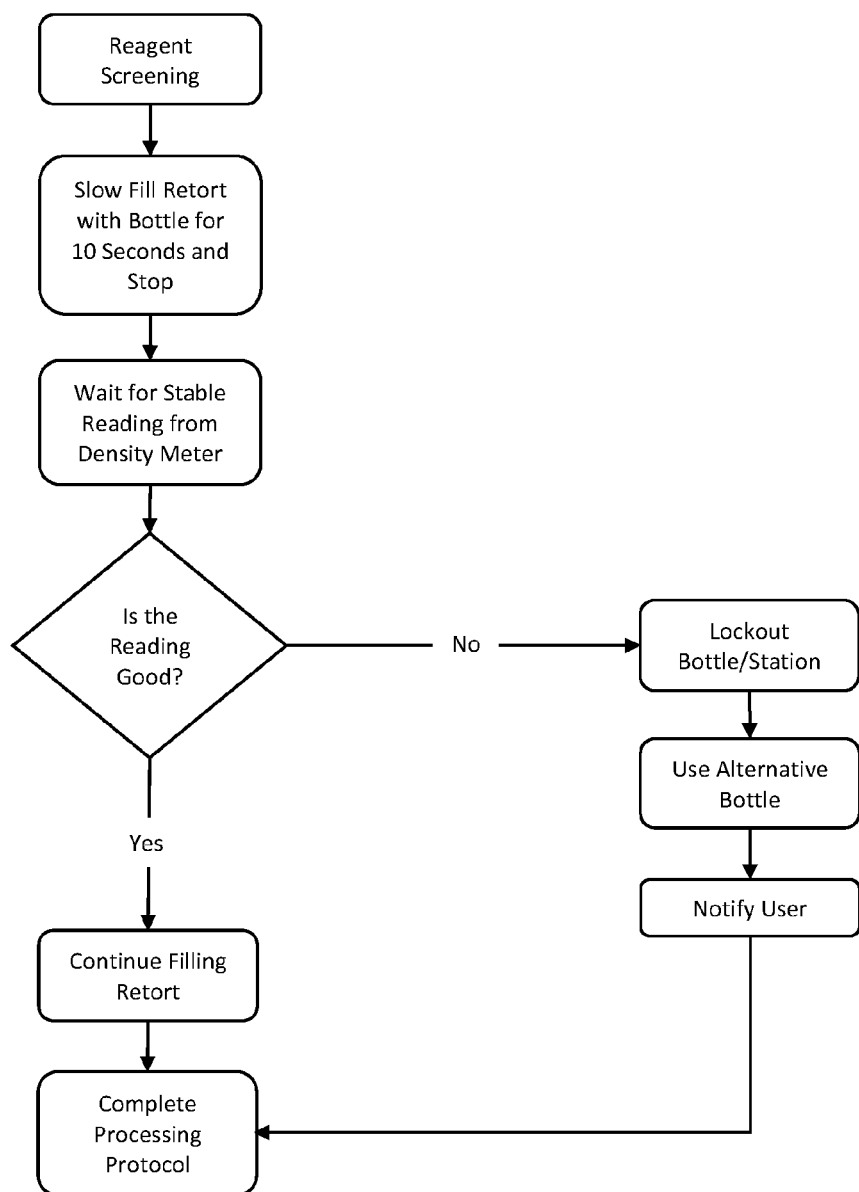 Reagent
Screening
Slow Fill Retort
with Bottle for
10 Seconds and
Stop
Wait for Stable
Reading from
Density Meter
Is the
Reading
Good?
No
Lockout
Bottle/Station
Use Alternative
Bottle
Notify User
Yes
Continue Filling
Retort
Complete
Processing
Protocol